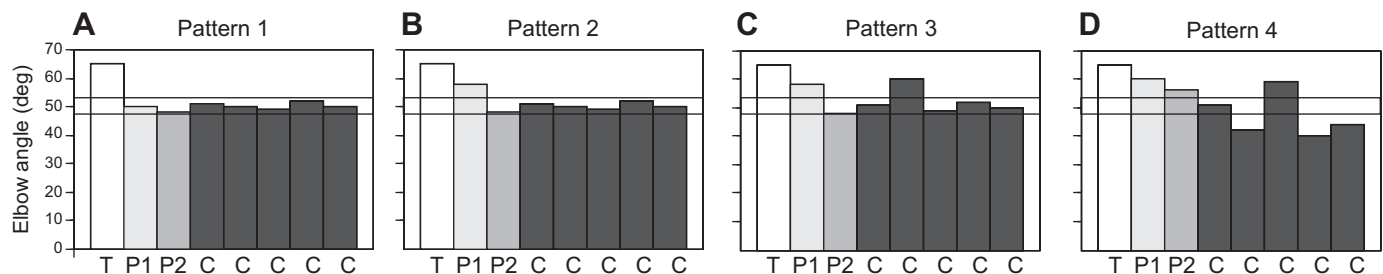 A Pattern 1
B Pattern 2
C Pattern 3
D Pattern 4
Elbow angle (deg)
70
60
50
40
30
20
10
0
T P1 P2 C C C C C
T P1 P2 C C C C C
T P1 P2 C C C C C
T P1 P2 C C C C C